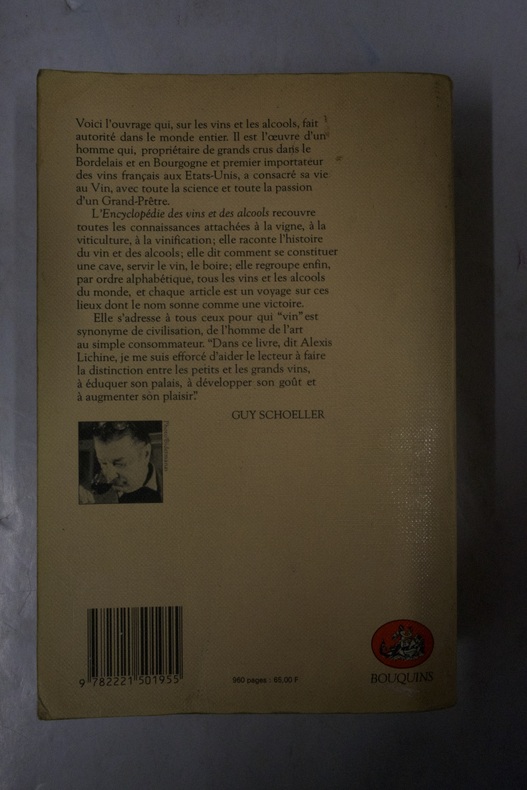 Voici l'ouvrage qui, sur les vins et les alcools, fait
autorité dans le monde entier. Il est l'œuvre d'un
homme qui, propriétaire de grands crus dans le
Bordelais et en Bourgogne et premier importateur
des vins français aux Etats-Unis, a consacré sa vie
au Vin, avec toute la science et toute la passion
d'un Grand-Prêtre.
L'Encyclopédie des vins et des alcools recouvre
toutes les connaissances attachées à la vigne, à la
viticulture, à la vinification; elle raconte l'histoire
du vin et des alcools; elle dit comment se constituer
une cave, servir le vin, le boire; elle regroupe enfin,
par ordre alphabétique, tous les vins et les alcools
du monde, et chaque article est un voyage sur ces
lieux dont le nom sonne comme une victoire.
Elle s'adresse à tous ceux pour qui “vin” est
synonyme de civilisation, de l'homme de l'art
au simple consommateur. “Dans ce livre, dit Alexis
Lichine, je me suis efforcé d'aider le lecteur à faire
la distinction entre les petits et les grands vins,
à éduquer son palais, à développer son goût et
à augmenter son plaisir.”
GUY SCHOELLER
9 782221 501955
960 pages : 85,00 F
BOUQUINS